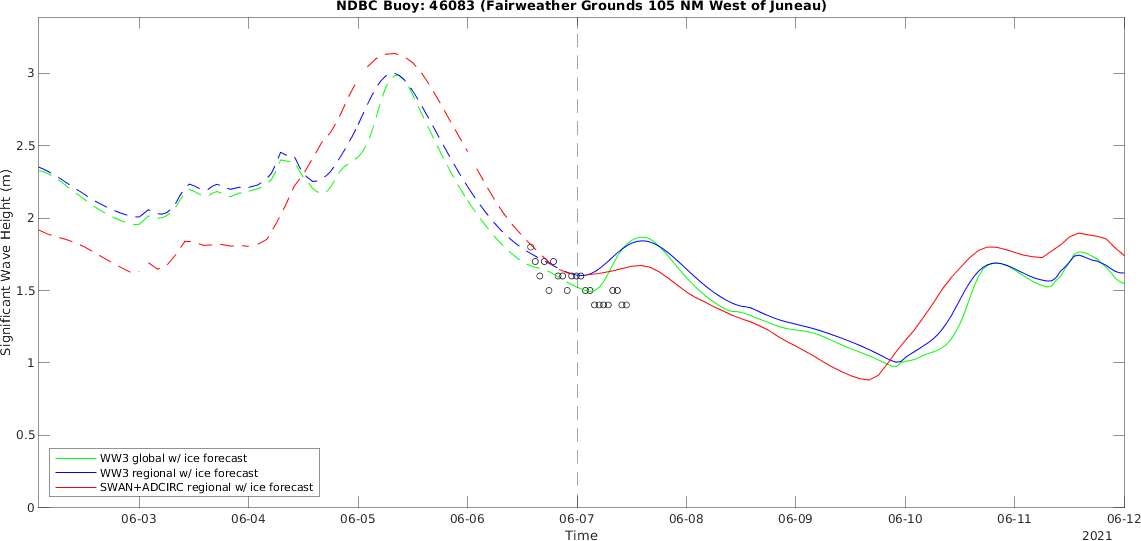 NDBC Buoy: 46083 (Fairweather Grounds 105 NM West of Juneau)
Significant Wave Height (m)
3
2.5
2
1.5
1
0.5
0
WW3 global w/ ice forecast
WW3 regional w/ ice forecast
SWAN+ADCIRC regional w/ ice forecast
06-03 06-04 06-05 06-06 06-07 06-08 06-09 06-10 06-11 06-12
Time
2021